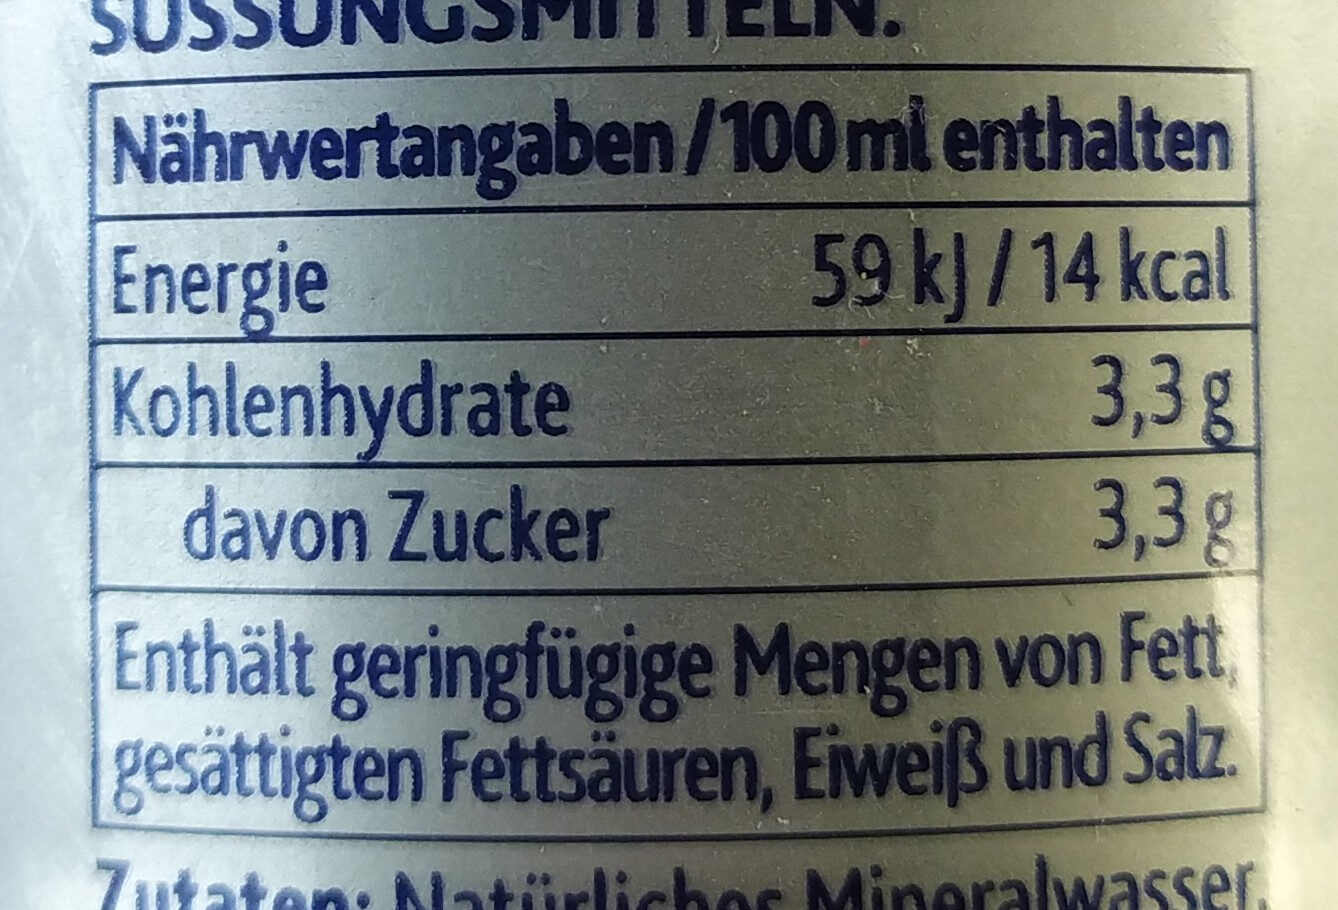 SÜSSUNGSMITTELN.
Nährwertangaben/100 ml enthalten
Energie 59 kJ / 14 kcal
Kohlenhydrate 3,3 g
davon Zucker 3,3 g
Enthält geringfügige Mengen von Fett,
gesättigten Fettsäuren, Eiweiß und Salz.
Zutaten: Natürliches Mineralwasser,